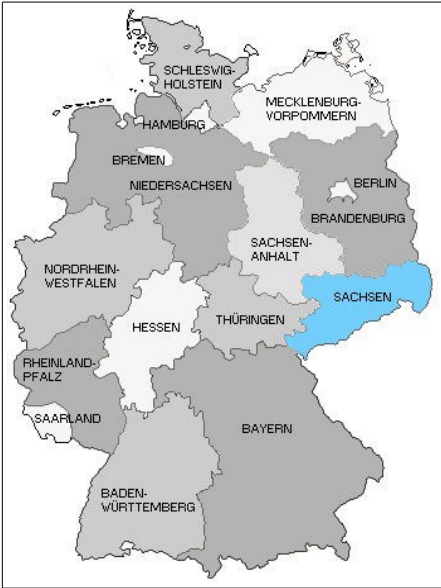 SCHLESWIG-
HOLSTEIN
MECKLENBURG-
VORPOMMERN
HAMBURG
BREMEN
NIEDERSACHSEN
BERLIN
BRANDENBURG
SACHSEN-
ANHALT
NORDRHEIN-
WESTFALEN
SACHSEN
HESSEN
THÜRINGEN
RHEINLAND-
PFALZ
SAARLAND
BAYERN
BADEN-
WÜRTTEMBERG